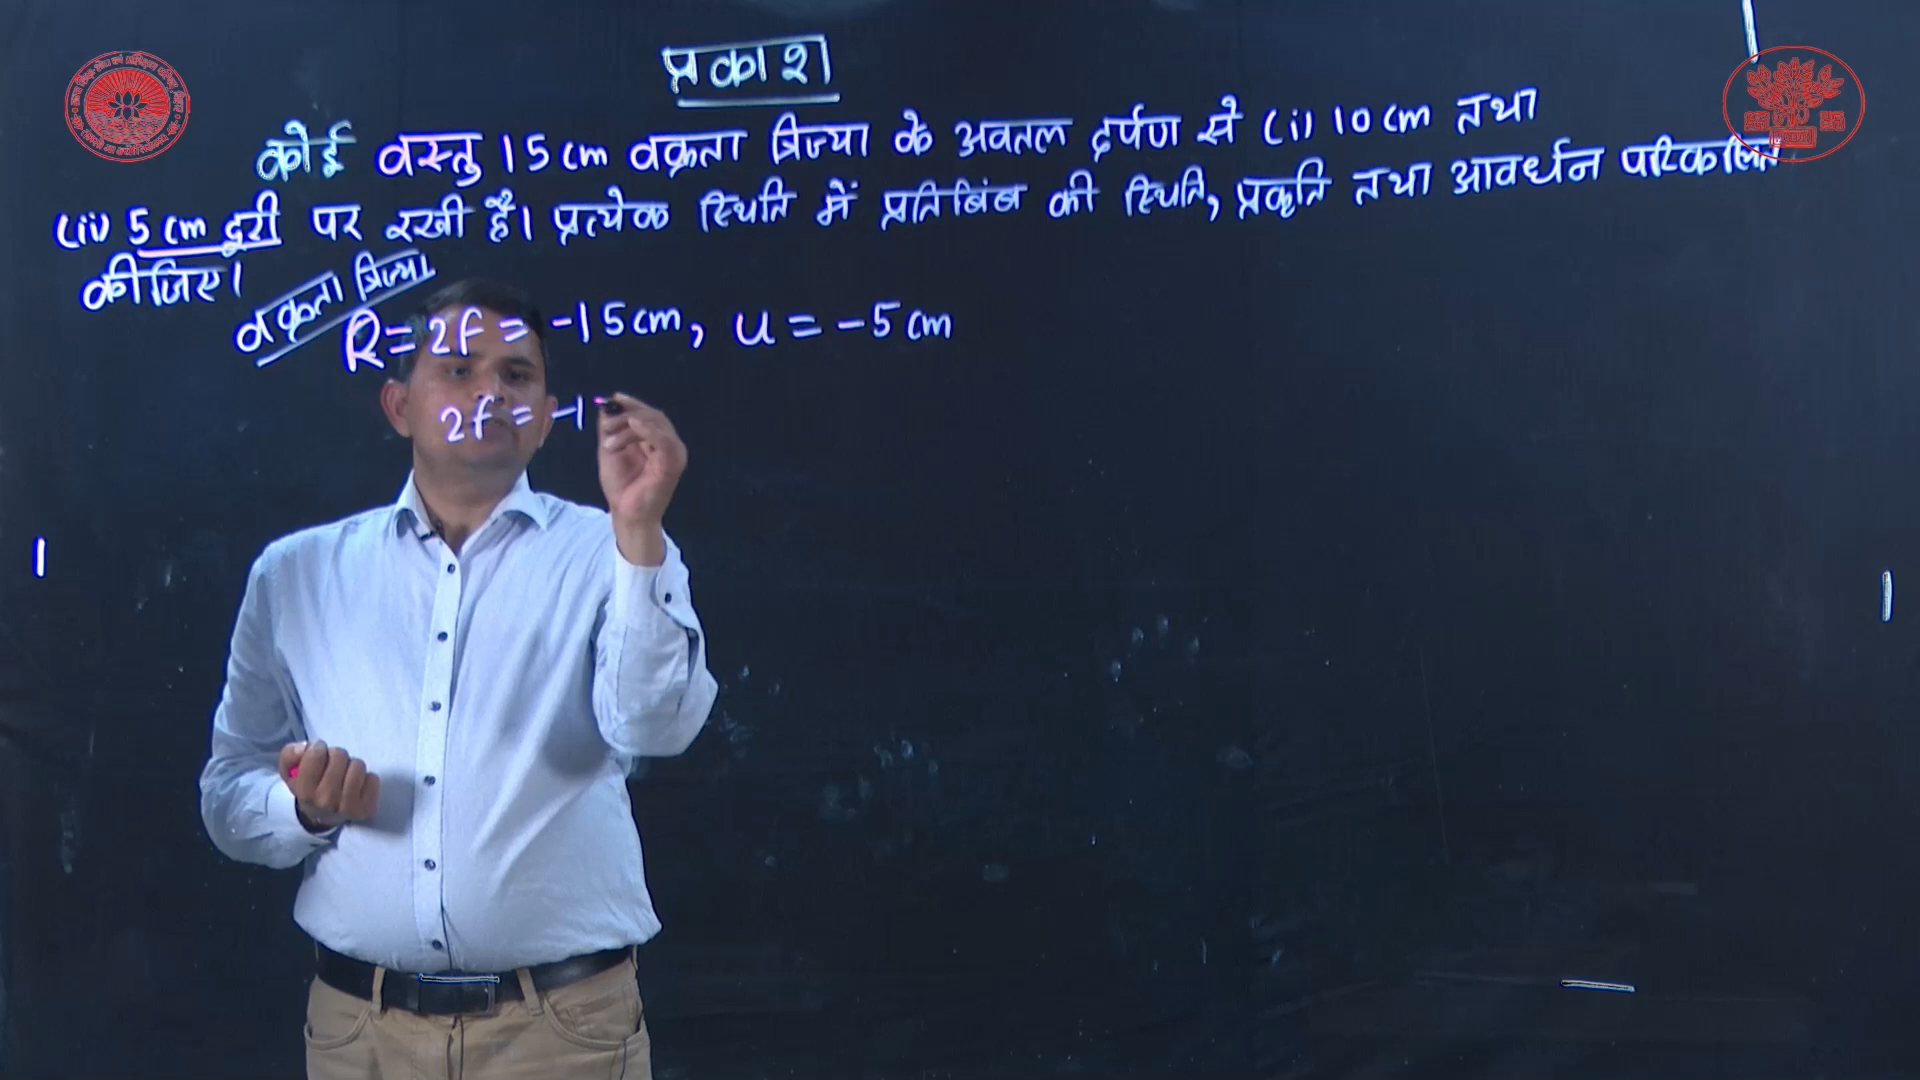 प्रकाश
कोई वस्तु 15 cm वक्रता त्रिज्या के अवतल दर्पण से (i) 10 cm तथा
(ii) 5 cm दूरी पर रखी है। प्रत्येक स्थिति में प्रतिबिंब की स्थिति, प्रकृति तथा आवर्धन परिकलित
कीजिए।
वक्रता त्रिज्या
R = 2f = -15 cm, u = -5 cm
2f = -1